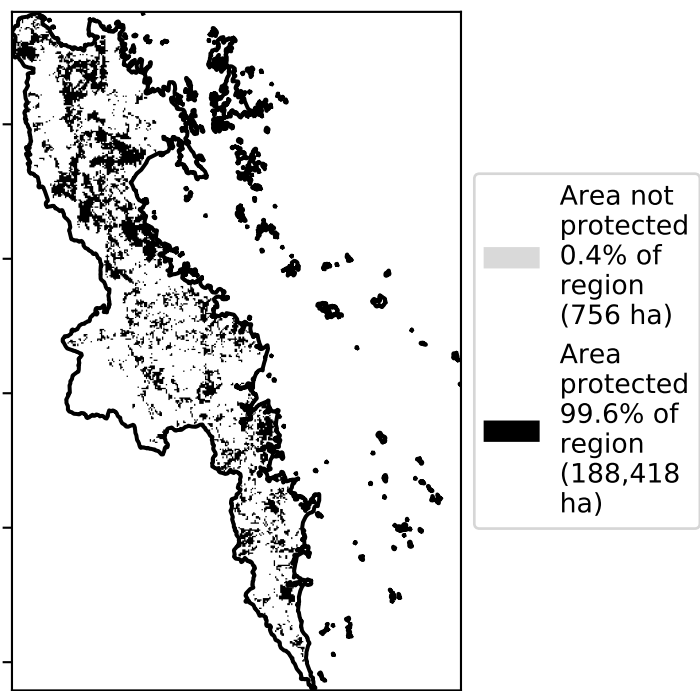 Area not
protected
0.4% of
region
(756 ha)
Area
protected
99.6% of
region
(188,418
ha)